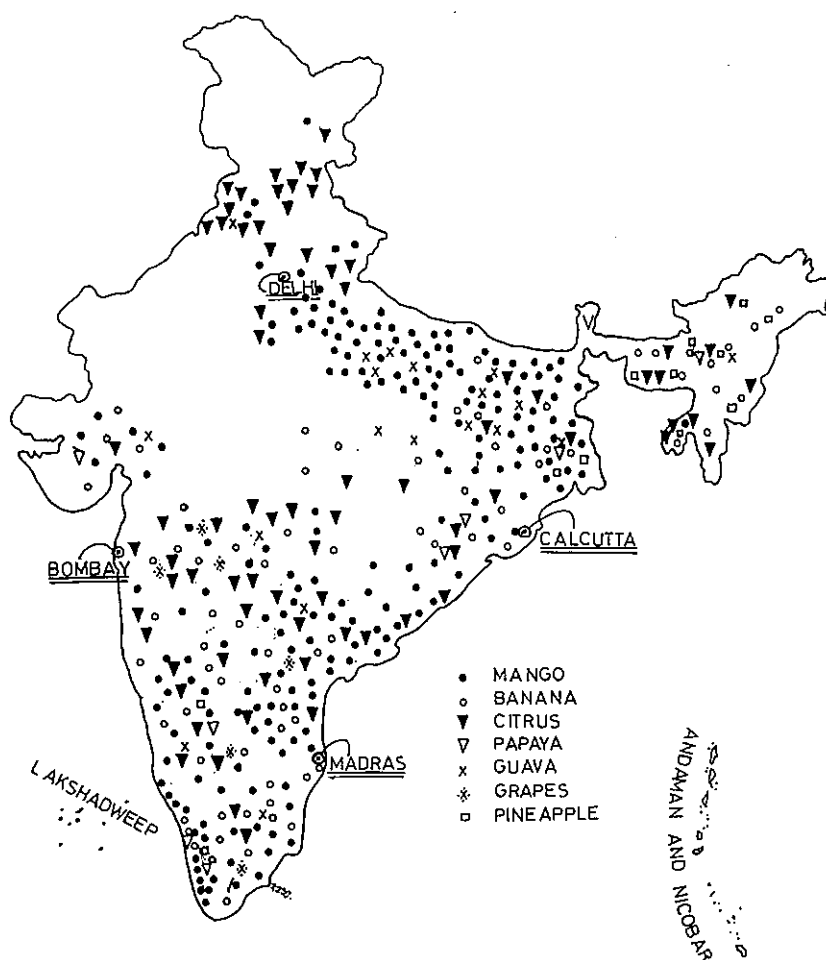 DELHI
CALCUTTA
BOMBAY
MANGO
BANANA
CITRUS
PAPAYA
GUAVA
GRAPES
PINEAPPLE
MADRAS
LAKSHADWEEP
ANDAMAN AND NICOBAR